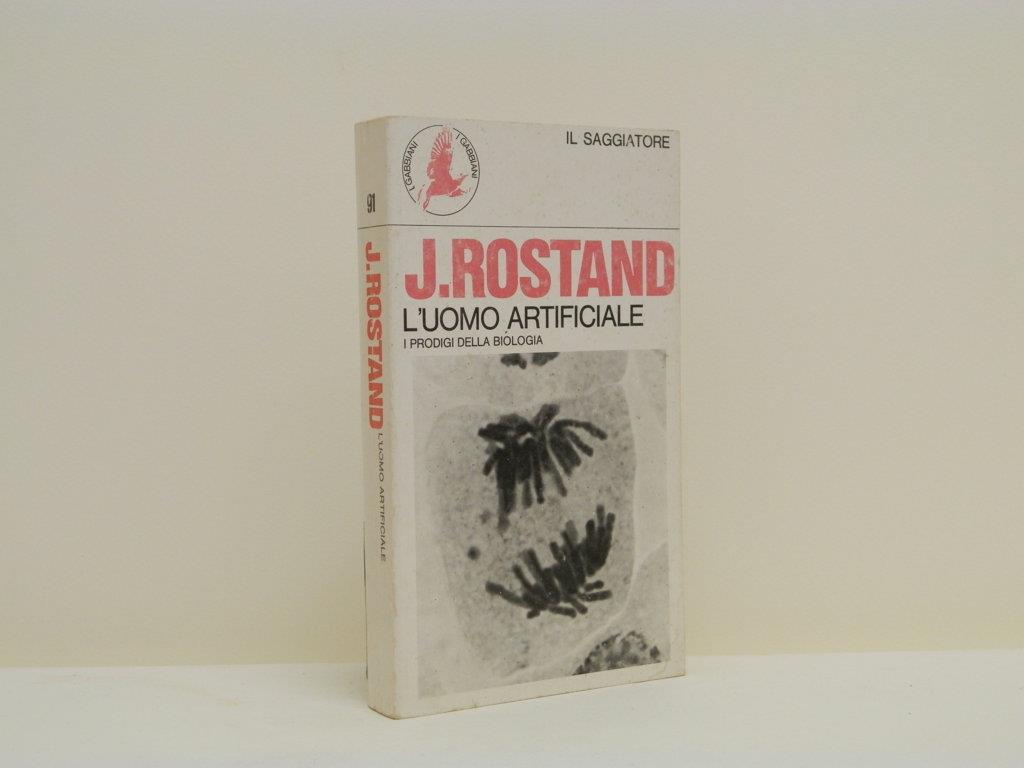 I GABBIANI I GABBIANI
IL SAGGIATORE
J.ROSTAND
L'UOMO ARTIFICIALE
I PRODIGI DELLA BIOLOGIA
91
J.ROSTAND
L'UOMO ARTIFICIALE